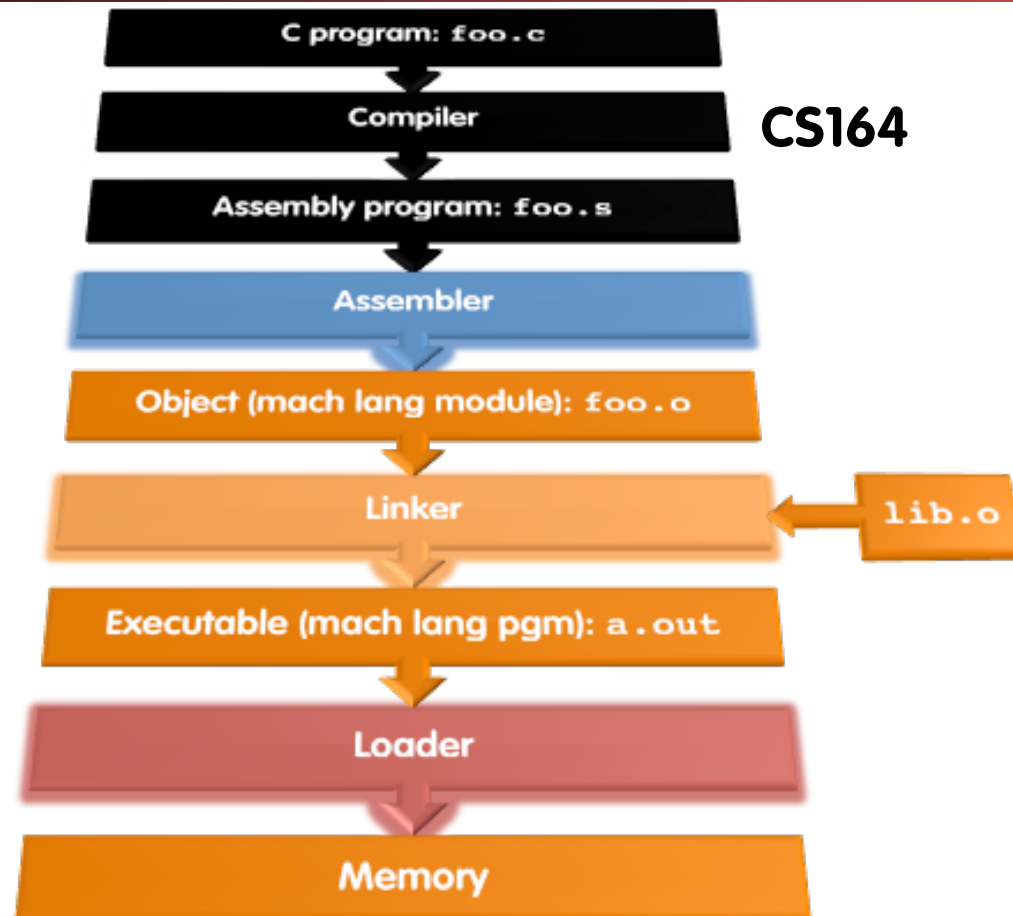 C program: foo.c
Compiler
CS164
Assembly program: foo.s
Assembler
Object (mach lang module): foo.o
Linker
lib.o
Executable (mach lang pgm): a.out
Loader
Memory